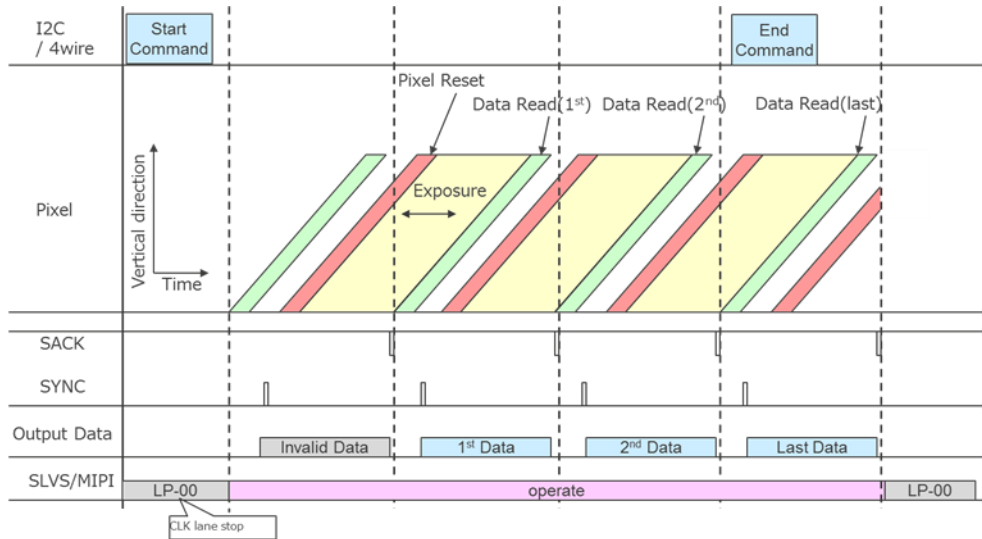 I2C
/ 4wire
Start
Command
End
Command
Pixel Reset
Data Read(1st)
Data Read(2nd)
Data Read(last)
Pixel
Vertical direction
Exposure
Time
SACK
SYNC
Output Data
Invalid Data
1st Data
2nd Data
Last Data
SLVS/MIPI
LP-00
operate
LP-00
CLK lane stop